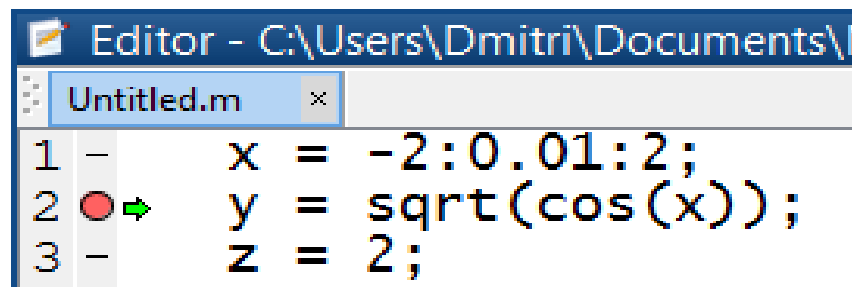 Editor - C:\Users\Dmitri\Documents\
Untitled.m ×
1 – x = -2:0.01:2;
2 y = sqrt(cos(x));
3 – z = 2;